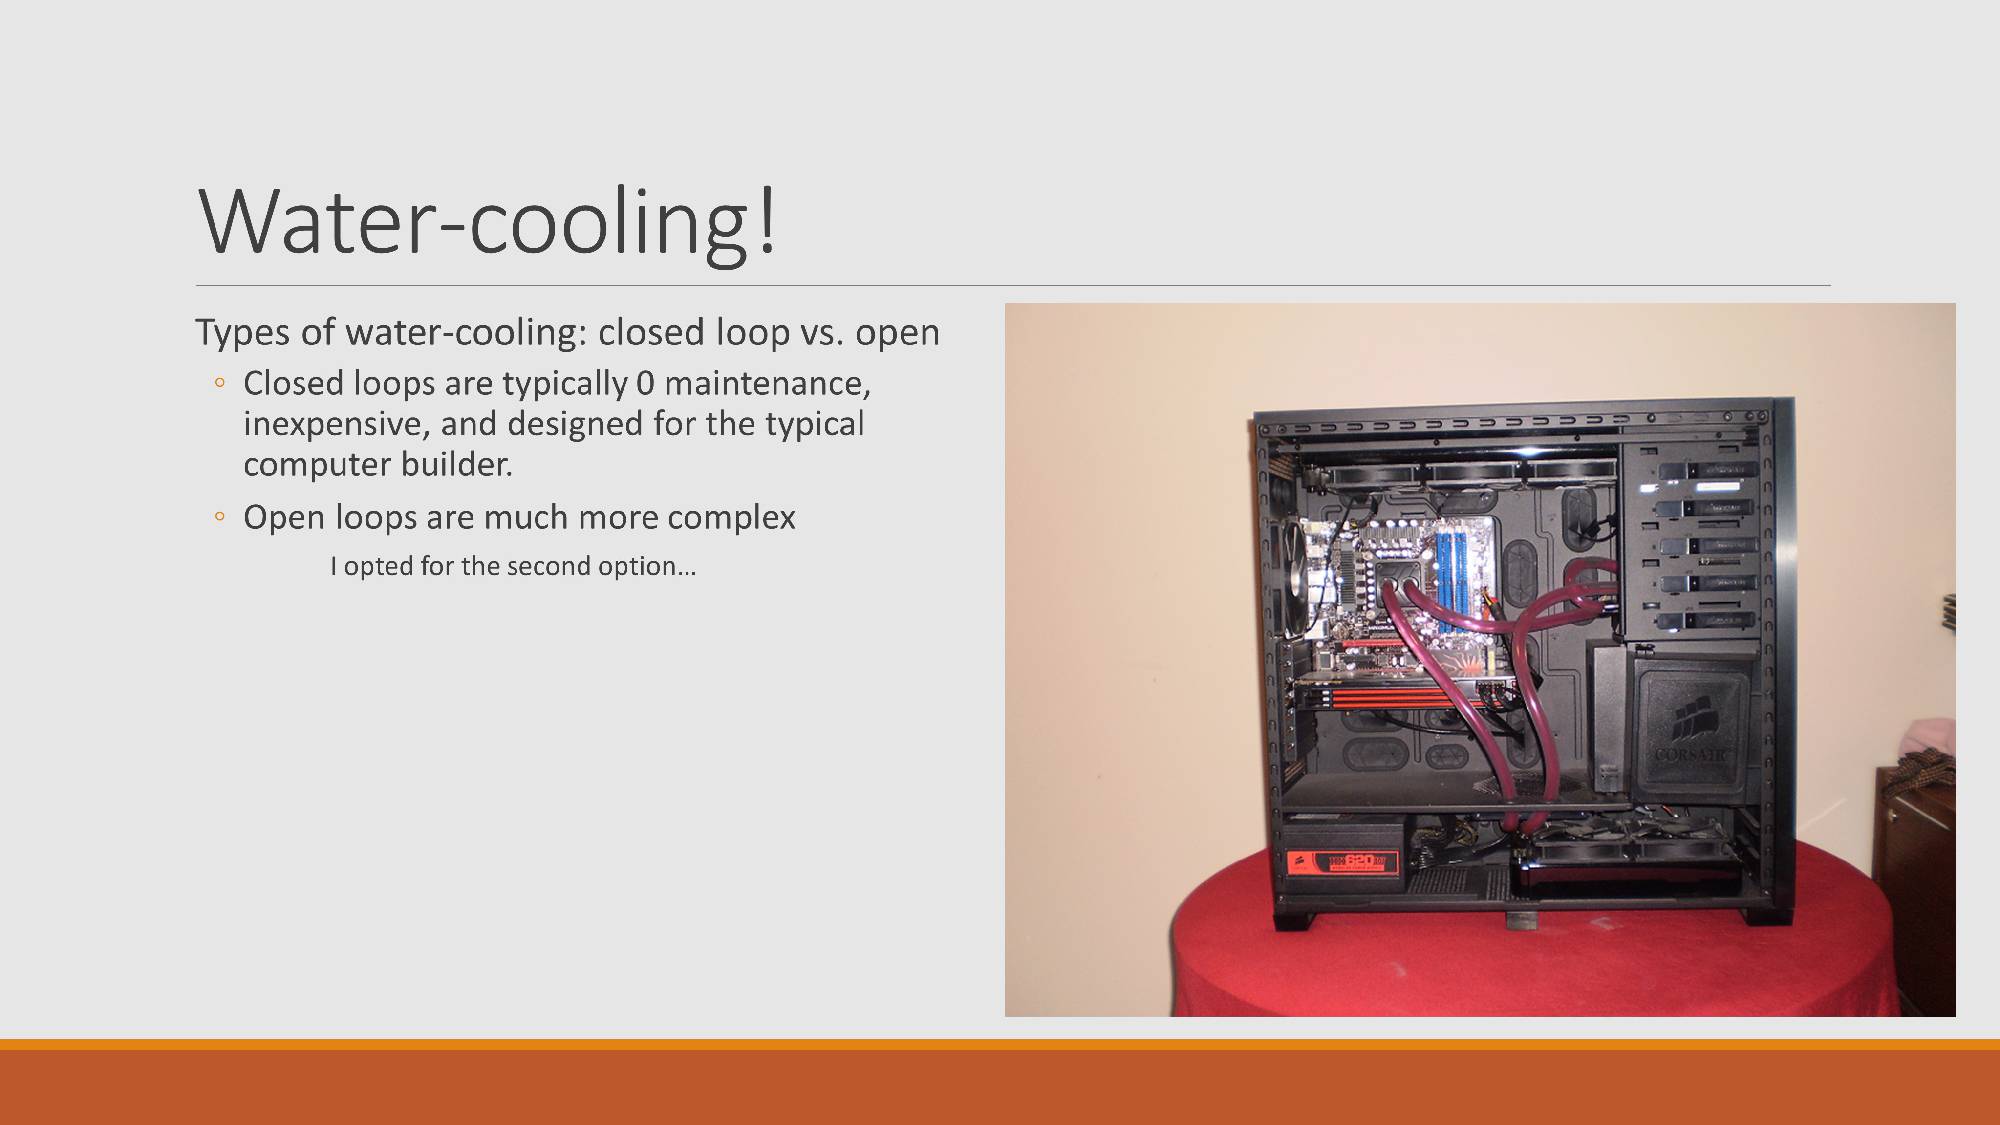 Water-cooling!
Types of water-cooling: closed loop vs. open
◦ Closed loops are typically 0 maintenance,
inexpensive, and designed for the typical
computer builder.
◦ Open loops are much more complex
I opted for the second option…
CORSAIR